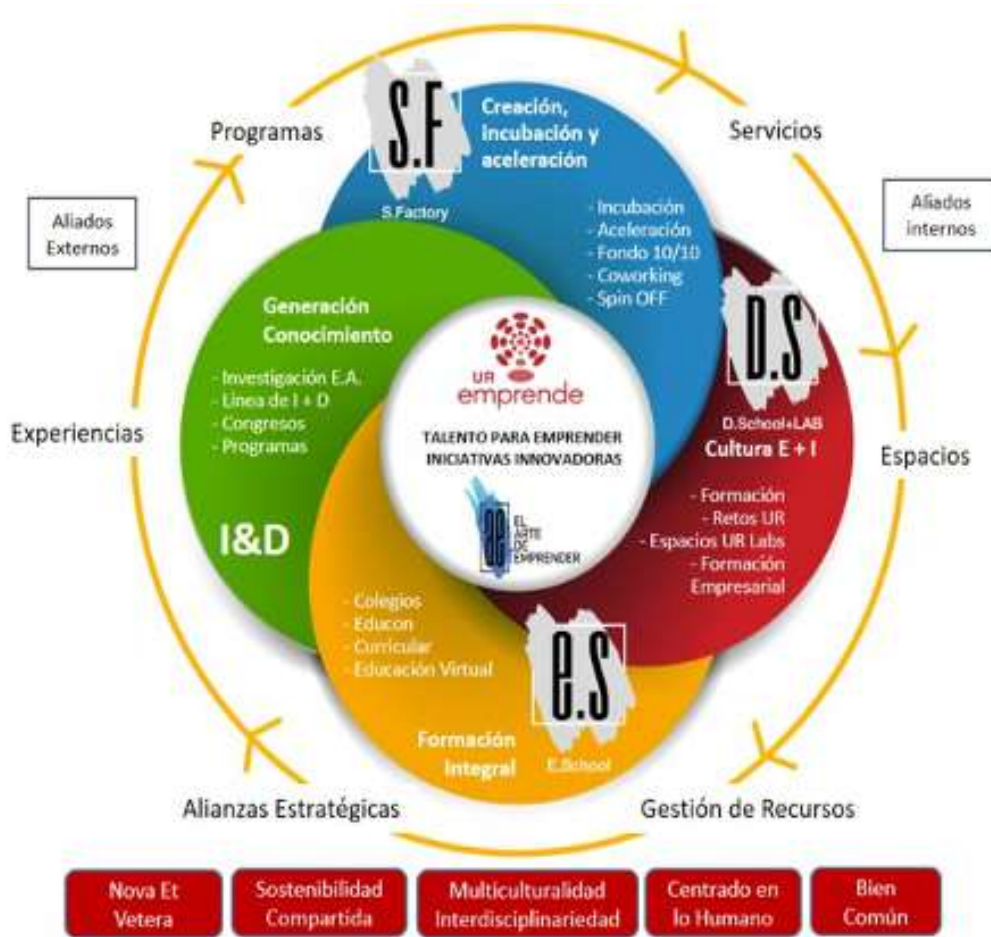 Programas
Servicios
Aliados
Externos
Aliados
internos
S.F
S.Factory
Creación,
incubación y
aceleración
- Incubación
- Aceleración
- Fondo 10/10
- Coworking
- Spin OFF
Generación
Conocimiento
- Investigación E.A.
- Línea de I + D
- Congresos
- Programas
I&D
UR
emprende
TALENTO PARA EMPRENDER
INICIATIVAS INNOVADORAS
ae
EL
ARTE
DE
EMPRENDER
D.S
D.School+LAB
Cultura E + I
- Formación
- Retos UR
- Espacios UR Labs
- Formación
Empresarial
Experiencias
Espacios
- Colegios
- Educon
- Curricular
- Educación Virtual
e.S
E.School
Formación
Integral
Alianzas Estratégicas
Gestión de Recursos
Nova Et
Vetera
Sostenibilidad
Compartida
Multiculturalidad
Interdisciplinariedad
Centrado en
lo Humano
Bien
Común